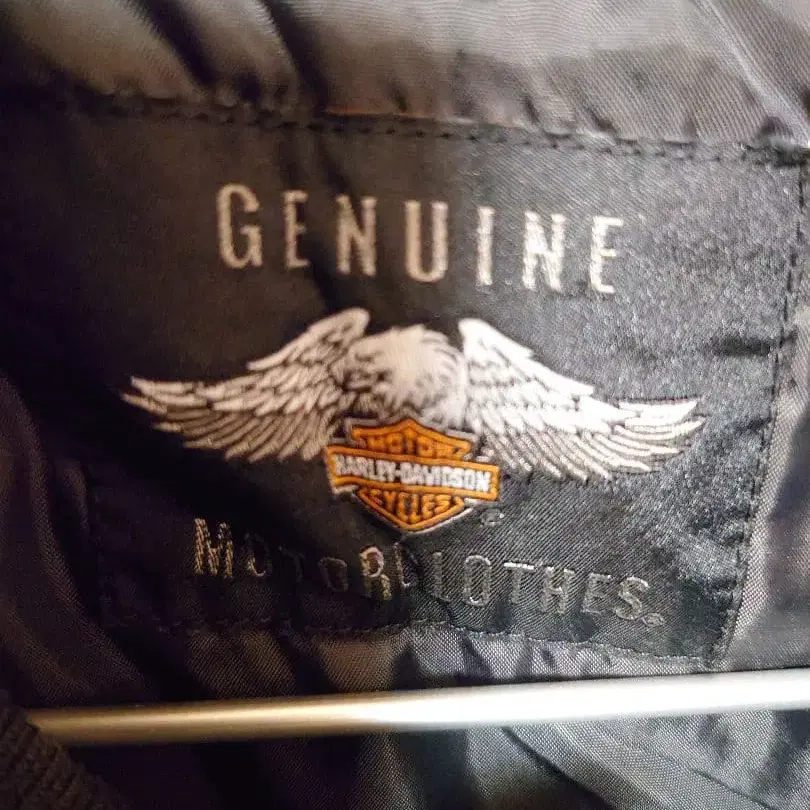 GENUINE
MOTOR
HARLEY-DAVIDSON
CYCLES
MOTORCLOTHES®